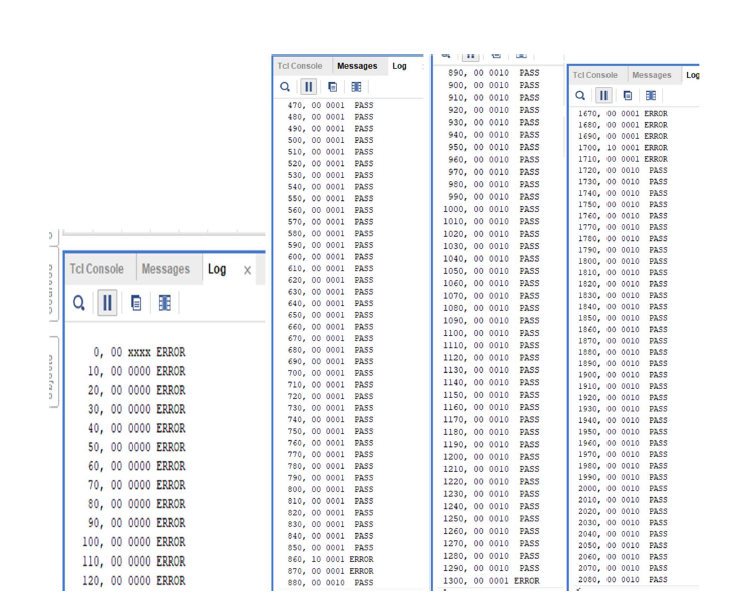 Tcl Console Messages Log x
0, 00 xxxx ERROR
10, 00 0000 ERROR
20, 00 0000 ERROR
30, 00 0000 ERROR
40, 00 0000 ERROR
50, 00 0000 ERROR
60, 00 0000 ERROR
70, 00 0000 ERROR
80, 00 0000 ERROR
90, 00 0000 ERROR
100, 00 0000 ERROR
110, 00 0000 ERROR
120, 00 0000 ERROR
Tcl Console Messages Log
470, 00 0001 PASS
480, 00 0001 PASS
490, 00 0001 PASS
500, 00 0001 PASS
510, 00 0001 PASS
520, 00 0001 PASS
530, 00 0001 PASS
540, 00 0001 PASS
550, 00 0001 PASS
560, 00 0001 PASS
570, 00 0001 PASS
580, 00 0001 PASS
590, 00 0001 PASS
600, 00 0001 PASS
610, 00 0001 PASS
620, 00 0001 PASS
630, 00 0001 PASS
640, 00 0001 PASS
650, 00 0001 PASS
660, 00 0001 PASS
670, 00 0001 PASS
680, 00 0001 PASS
690, 00 0001 PASS
700, 00 0001 PASS
710, 00 0001 PASS
720, 00 0001 PASS
730, 00 0001 PASS
740, 00 0001 PASS
750, 00 0001 PASS
760, 00 0001 PASS
770, 00 0001 PASS
780, 00 0001 PASS
790, 00 0001 PASS
800, 00 0001 PASS
810, 00 0001 PASS
820, 00 0001 PASS
830, 00 0001 PASS
840, 00 0001 PASS
850, 00 0001 PASS
860, 10 0001 ERROR
870, 00 0001 ERROR
880, 00 0010 PASS
890, 00 0010 PASS
900, 00 0010 PASS
910, 00 0010 PASS
920, 00 0010 PASS
930, 00 0010 PASS
940, 00 0010 PASS
950, 00 0010 PASS
960, 00 0010 PASS
970, 00 0010 PASS
980, 00 0010 PASS
990, 00 0010 PASS
1000, 00 0010 PASS
1010, 00 0010 PASS
1020, 00 0010 PASS
1030, 00 0010 PASS
1040, 00 0010 PASS
1050, 00 0010 PASS
1060, 00 0010 PASS
1070, 00 0010 PASS
1080, 00 0010 PASS
1090, 00 0010 PASS
1100, 00 0010 PASS
1110, 00 0010 PASS
1120, 00 0010 PASS
1130, 00 0010 PASS
1140, 00 0010 PASS
1150, 00 0010 PASS
1160, 00 0010 PASS
1170, 00 0010 PASS
1180, 00 0010 PASS
1190, 00 0010 PASS
1200, 00 0010 PASS
1210, 00 0010 PASS
1220, 00 0010 PASS
1230, 00 0010 PASS
1240, 00 0010 PASS
1250, 00 0010 PASS
1260, 00 0010 PASS
1270, 00 0010 PASS
1280, 00 0010 PASS
1290, 00 0010 PASS
1300, 00 0001 ERROR
Tcl Console Messages Log
1670, 00 0001 ERROR
1680, 00 0001 ERROR
1690, 00 0001 ERROR
1700, 10 0001 ERROR
1710, 00 0001 ERROR
1720, 00 0010 PASS
1730, 00 0010 PASS
1740, 00 0010 PASS
1750, 00 0010 PASS
1760, 00 0010 PASS
1770, 00 0010 PASS
1780, 00 0010 PASS
1790, 00 0010 PASS
1800, 00 0010 PASS
1810, 00 0010 PASS
1820, 00 0010 PASS
1830, 00 0010 PASS
1840, 00 0010 PASS
1850, 00 0010 PASS
1860, 00 0010 PASS
1870, 00 0010 PASS
1880, 00 0010 PASS
1890, 00 0010 PASS
1900, 00 0010 PASS
1910, 00 0010 PASS
1920, 00 0010 PASS
1930, 00 0010 PASS
1940, 00 0010 PASS
1950, 00 0010 PASS
1960, 00 0010 PASS
1970, 00 0010 PASS
1980, 00 0010 PASS
1990, 00 0010 PASS
2000, 00 0010 PASS
2010, 00 0010 PASS
2020, 00 0010 PASS
2030, 00 0010 PASS
2040, 00 0010 PASS
2050, 00 0010 PASS
2060, 00 0010 PASS
2070, 00 0010 PASS
2080, 00 0010 PASS